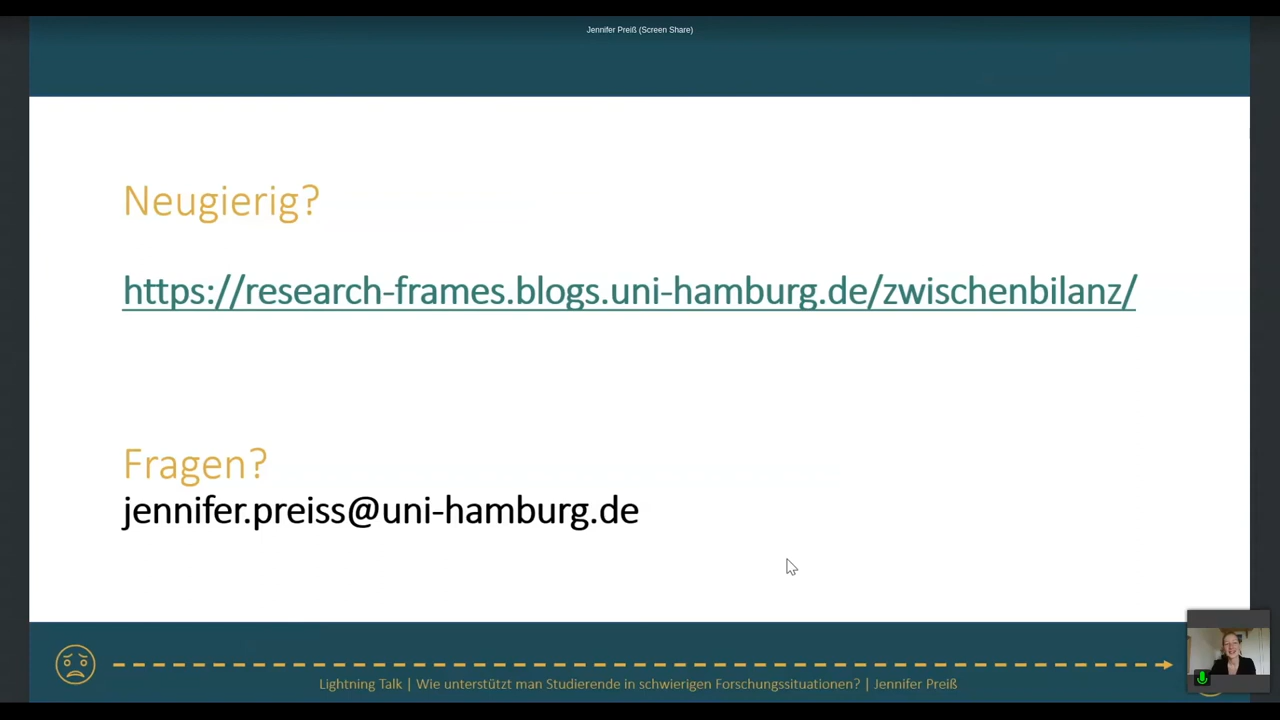 Jennifer Preiß (Screen Share)
Neugierig?
https://research-frames.blogs.uni-hamburg.de/zwischenbilanz/
Fragen?
jennifer.preiss@uni-hamburg.de
Lightning Talk | Wie unterstützt man Studierende in schwierigen Forschungssituationen? | Jennifer Preiß